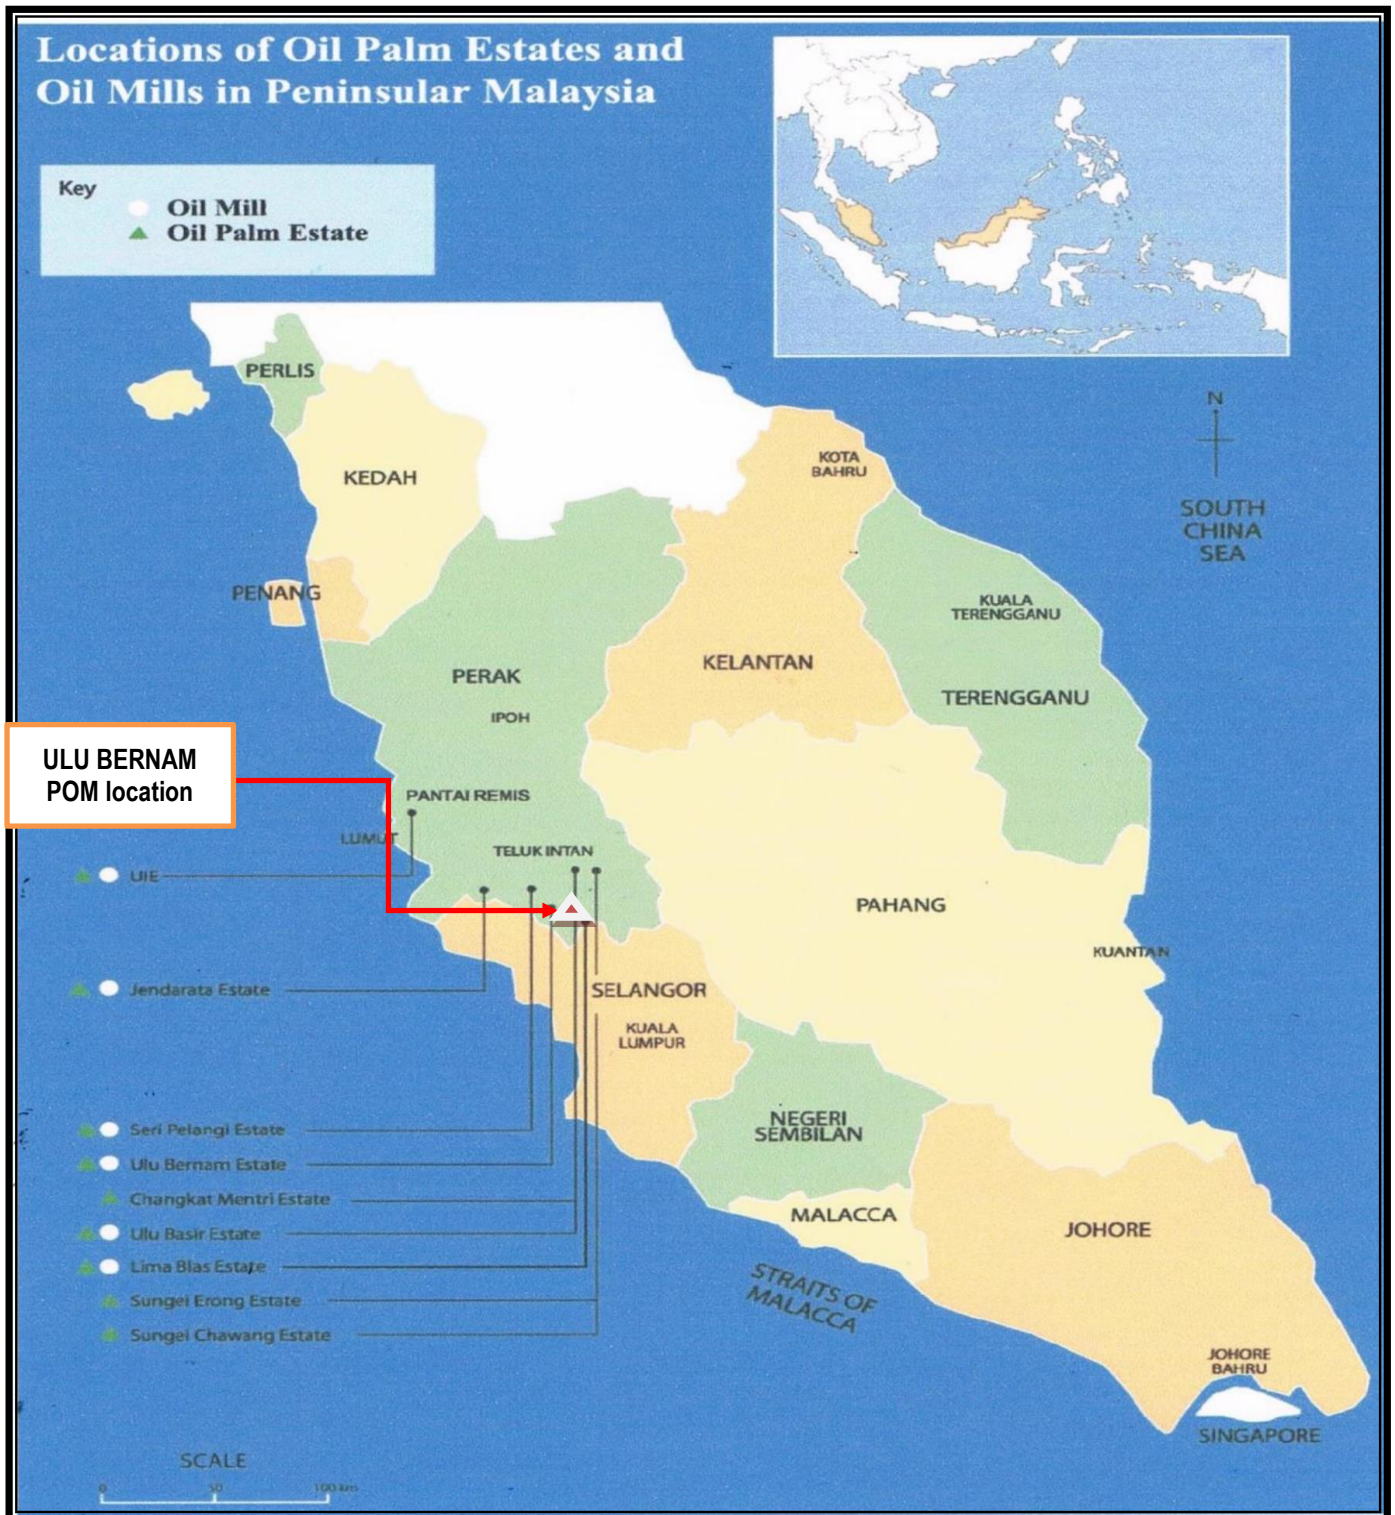 Locations of Oil Palm Estates and
Oil Mills in Peninsular Malaysia
Key
Oil Mill
Oil Palm Estate
PERLIS
KEDAH
KOTA
BAHRU
N
SOUTH
CHINA
SEA
PENANG
KUALA
TERENGGANU
PERAK
KELANTAN
TERENGGANU
IPOH
ULU BERNAM
POM location
PANTAI REMIS
LUMUT
TELUK INTAN
UIE
PAHANG
KUANTAN
Jendarata Estate
SELANGOR
KUALA
LUMPUR
Seri Pelangi Estate
NEGERI
SEMBILAN
Ulu Bernam Estate
Changkat Mentri Estate
MALACCA
JOHORE
Ulu Basir Estate
Lima Blas Estate
STRAITS OF
MALACCA
Sungei Erong Estate
Sungei Chawang Estate
JOHORE
BAHRU
SINGAPORE
SCALE
0 50 100 km